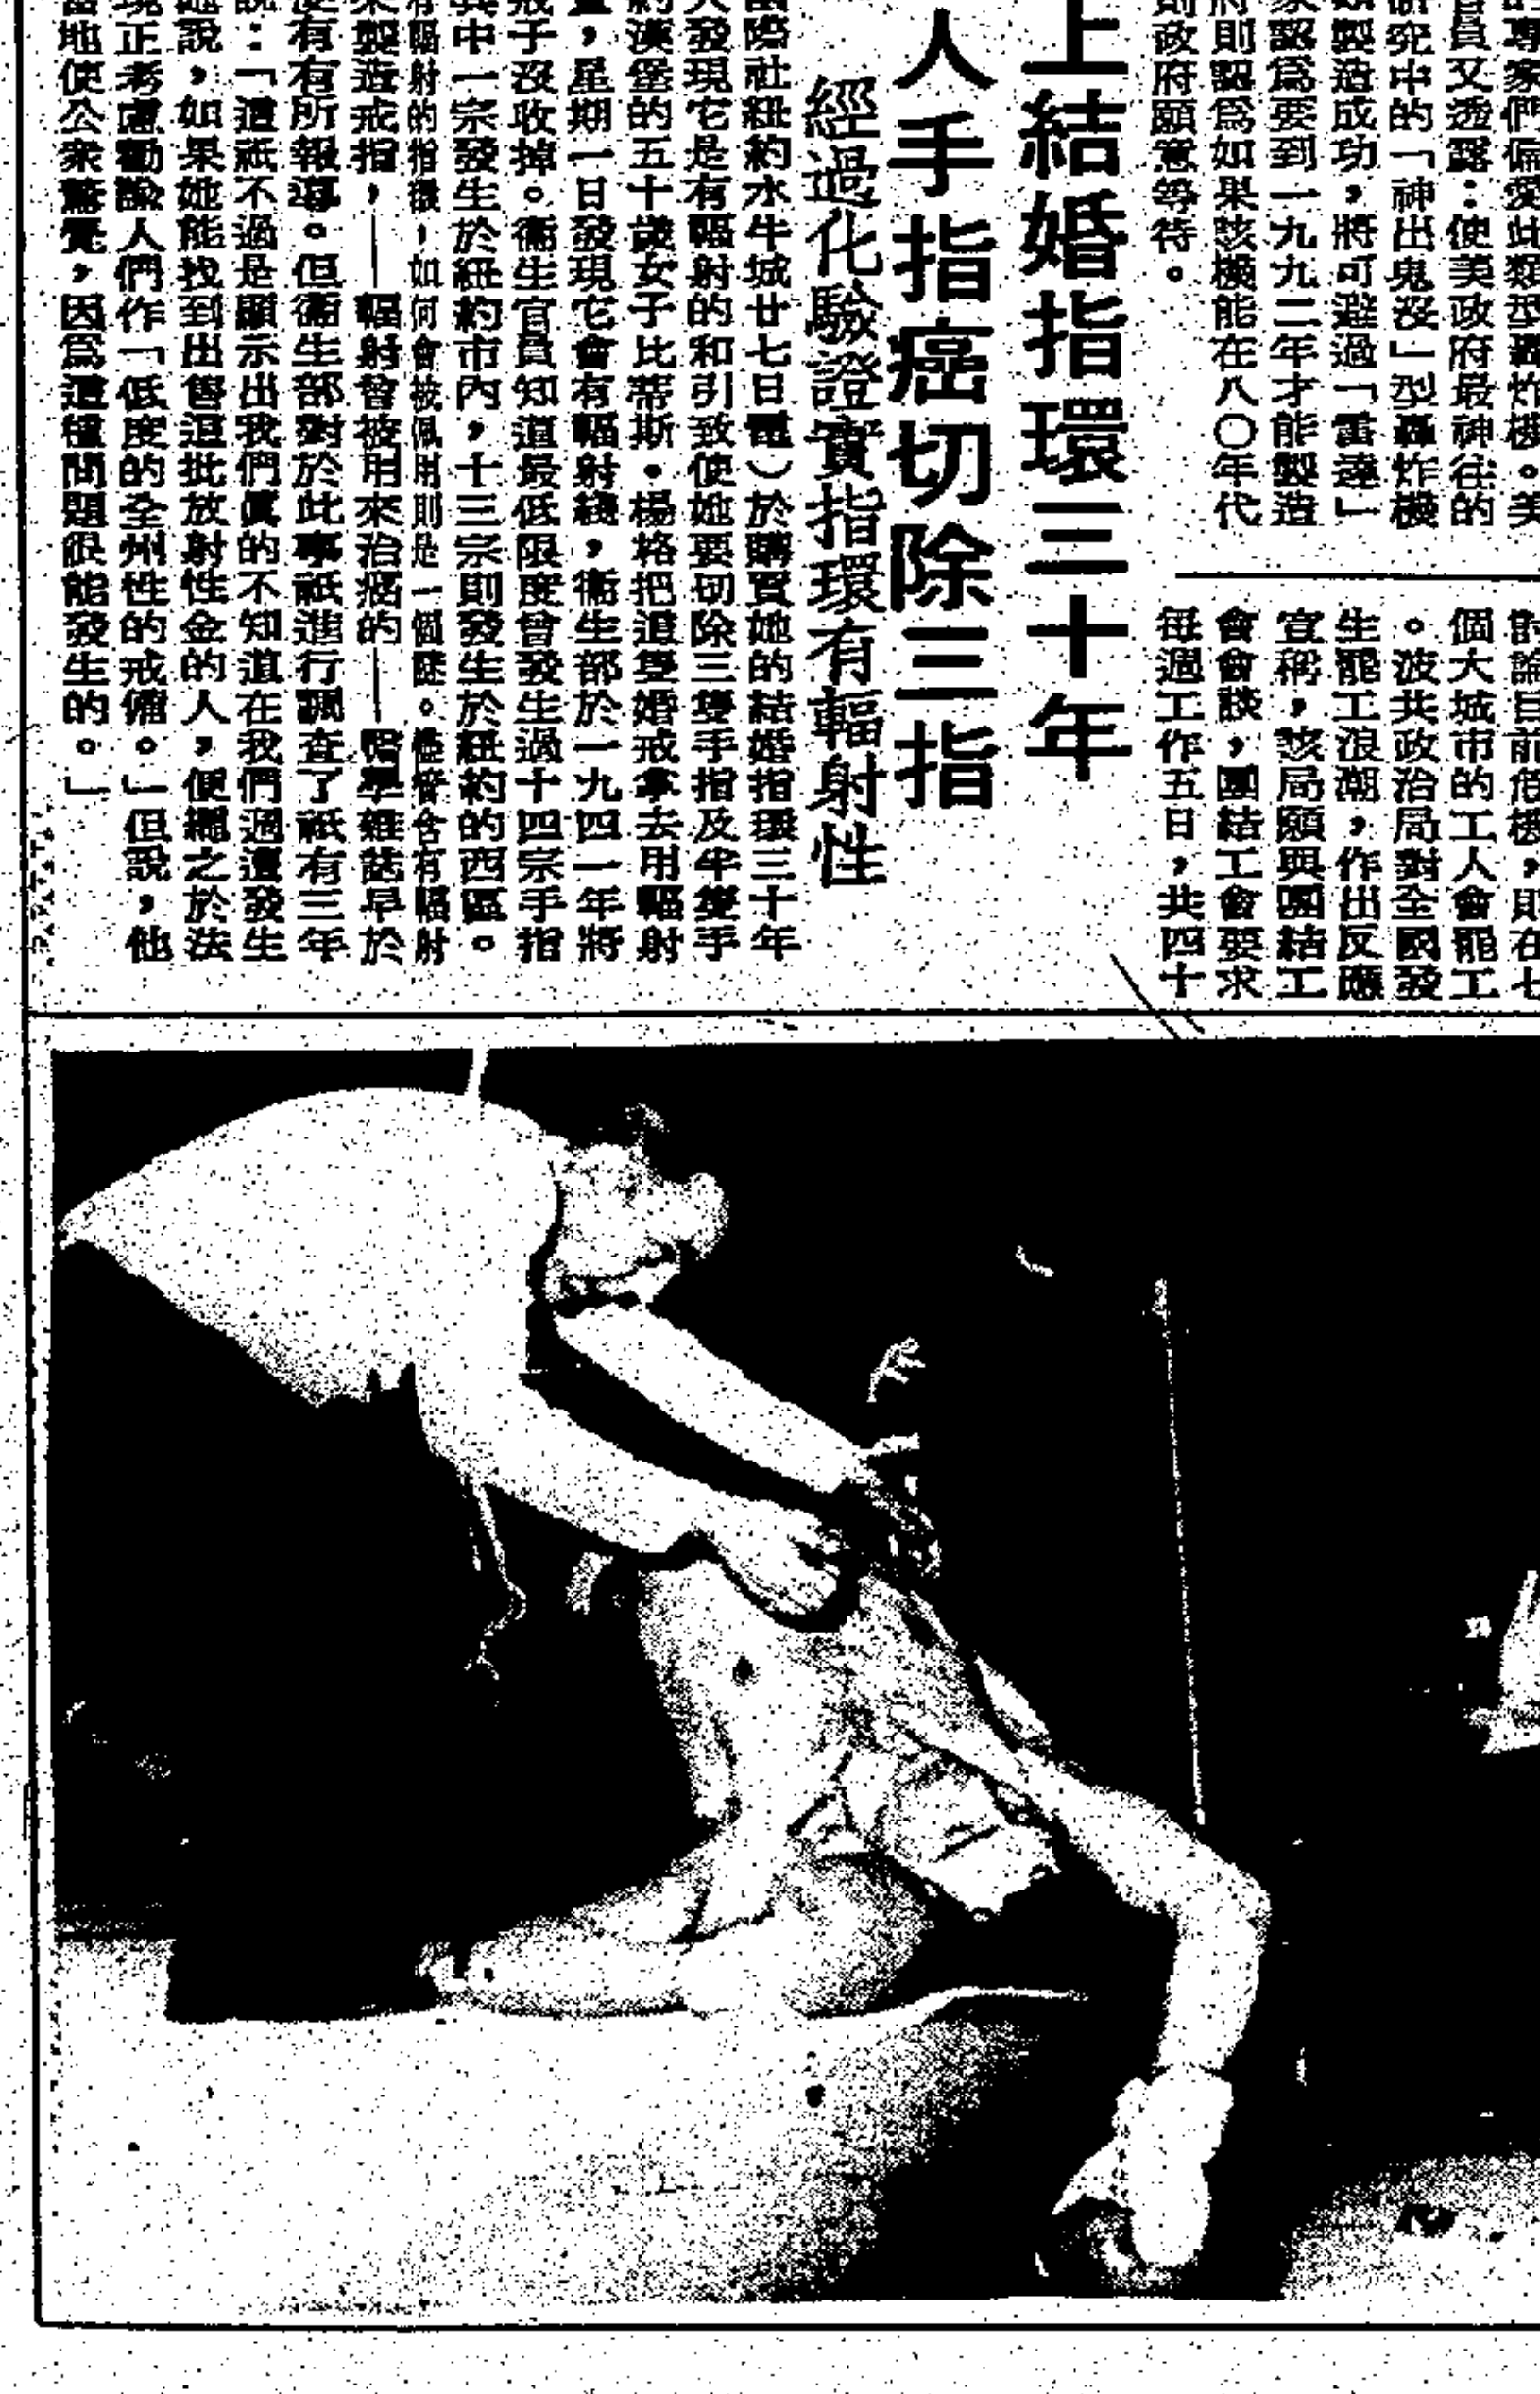 的專家們偏愛此類型轟炸機。美
官員又透露：使美政府最神往的
研究中的「神出鬼沒」型轟炸機
如製造成功，將可避過「雷達」
家認爲要到一九九二年才能製造
府則認爲如果該機能在八〇年代
則政府願意等待。
討論目前危機，則在七
個大城市的工人會罷工
。波共政治局對全國發
生罷工浪潮，作出反應
宣稱，該局願與團結工
會會談，團結工會要求
每週工作五日，共四十
上結婚指環三十年
人手指癌切除三指
經過化驗證實指環有輻射性
國際社紐約水牛城廿七日電）於購買她的結婚指環三十年
人發現它是有輻射的和引致使她要切除三隻手指及半隻手
約漢堡的五十歲女子比蒂斯・楊格把這隻婚戒拿去用輻射
，星期一日發現它會有輻射綫，衞生部於一九四一年將
戒子沒收掉。衞生官員知道最低限度曾發生過十四宗手指
其中一宗發生於紐約市內，十三宗則發生於紐約的西區。
有輻射的指環，如何會被佩用則是一個謎。儘管含有輻射
來製造戒指，——輻射曾被用來治癌的——醫學雜誌早於
沒有有所報導。但衞生部對於此事祇進行調查了祇有三年
說：「這祇不過是顯示出我們眞的不知道在我們週遭發生
他說，如果她能找到出售這批放射性金的人，便繩之於法
現正考慮勸諭人們作「低度的全州性的戒備。」但說，他
當地使公衆驚覺，因爲這種問題很能發生的。」